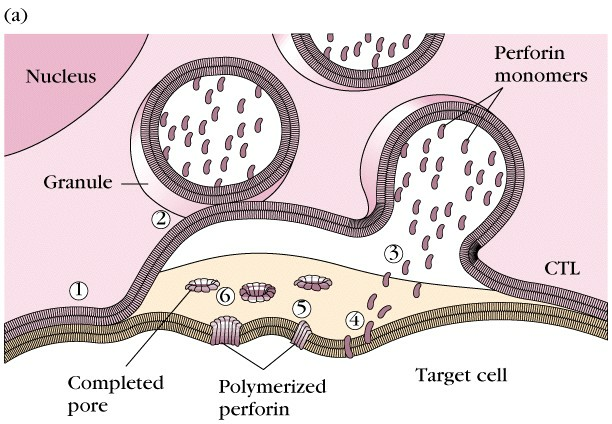 (a)
Nucleus
Perforin
monomers
Granule
2
3
1
CTL
6
5
4
Completed
pore
Polymerized
perforin
Target cell